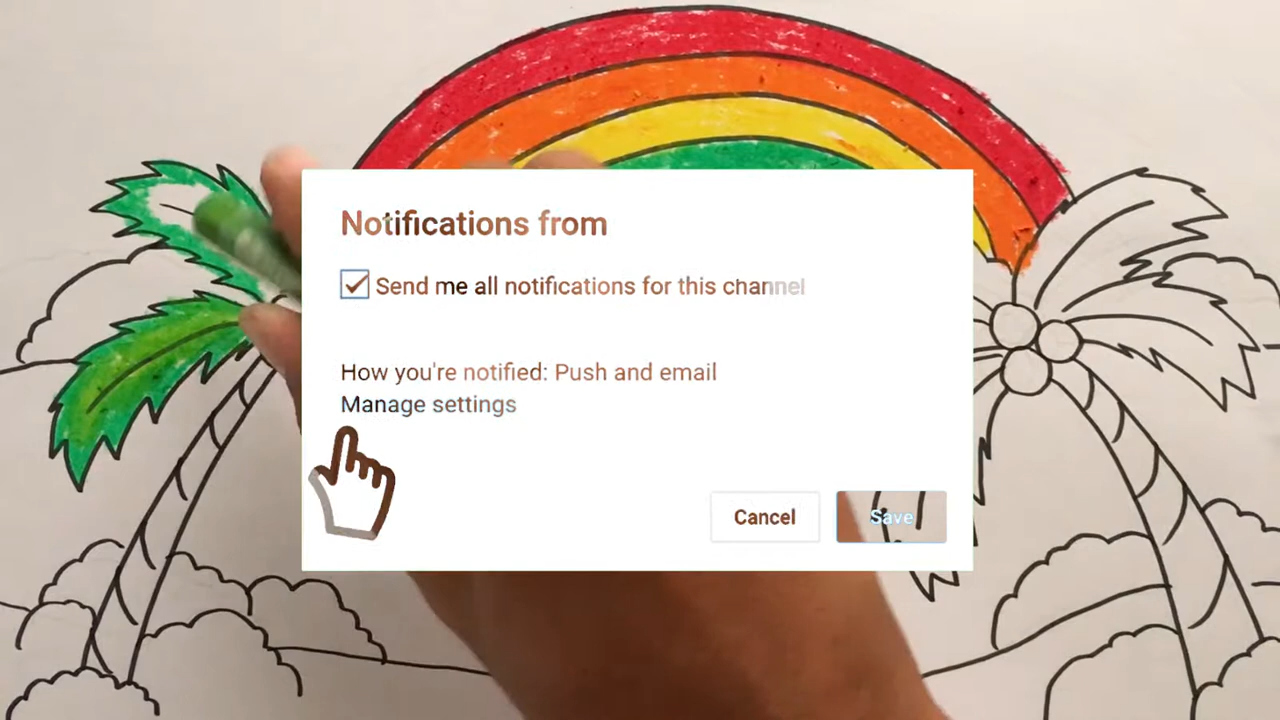 Notifications from
Send me all notifications for this channel
How you're notified: Push and email
Manage settings
Cancel
Save